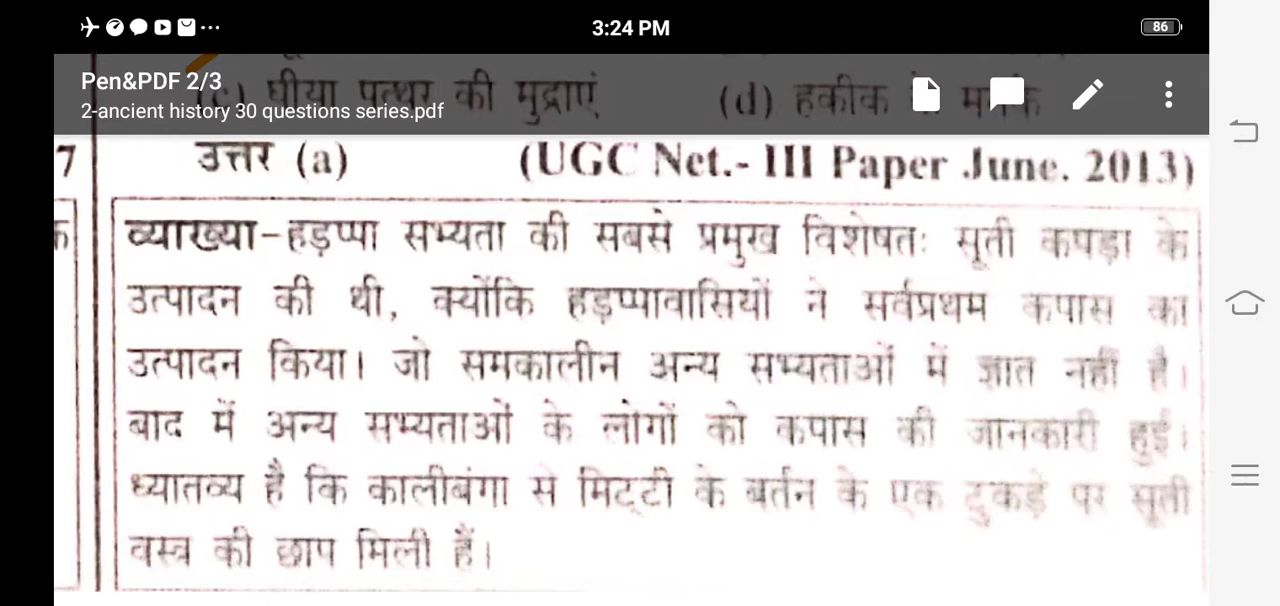 3:24 PM
86
Pen&PDF 2/3
2-ancient history 30 questions series.pdf
(c) घीया पत्थर की मुद्राएं (d) हकीक
7 उत्तर (a) (UGC Net.- III Paper June. 2013)
व्याख्या–हड़प्पा सभ्यता की सबसे प्रमुख विशेषतः सूती कपड़ा के
उत्पादन की थी, क्योंकि हड़प्पावासियों ने सर्वप्रथम कपास का
उत्पादन किया। जो समकालीन अन्य सभ्यताओं में ज्ञात नहीं है।
बाद में अन्य सभ्यताओं के लोगों को कपास की जानकारी हुई।
ध्यातव्य है कि कालीबंगा से मिट्टी के बर्तन के एक टुकड़े पर सूती
वस्त्र की छाप मिली हैं।